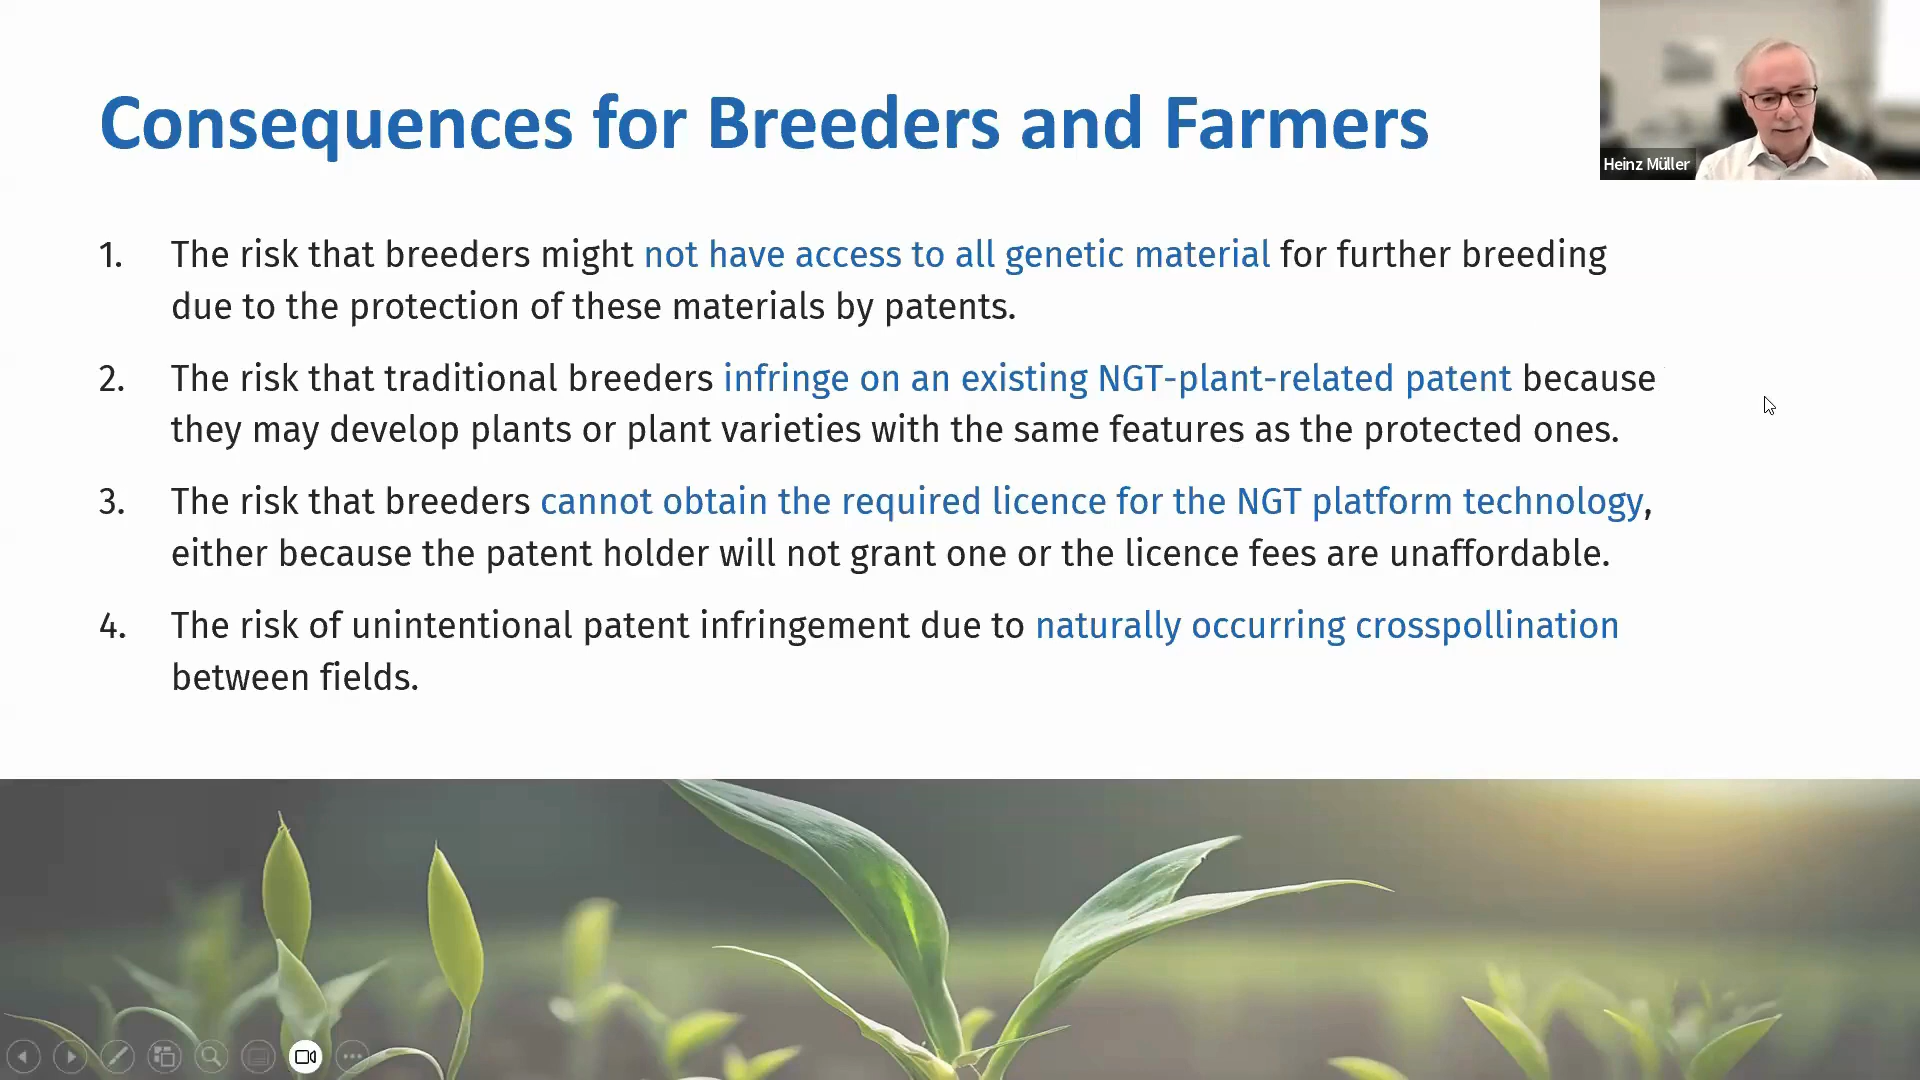 Consequences for Breeders and Farmers
Heinz Müller
1. The risk that breeders might not have access to all genetic material for further breeding
due to the protection of these materials by patents.
2. The risk that traditional breeders infringe on an existing NGT-plant-related patent because
they may develop plants or plant varieties with the same features as the protected ones.
3. The risk that breeders cannot obtain the required licence for the NGT platform technology,
either because the patent holder will not grant one or the licence fees are unaffordable.
4. The risk of unintentional patent infringement due to naturally occurring crosspollination
between fields.